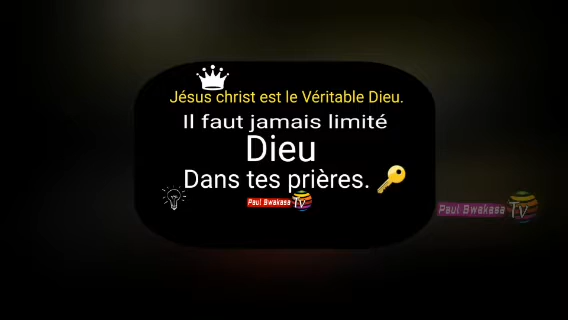 Jésus christ est le Véritable Dieu.
Il faut jamais limité
Dieu
Dans tes prières.
Paul Bwakasa Tv
Paul Bwakasa Tv